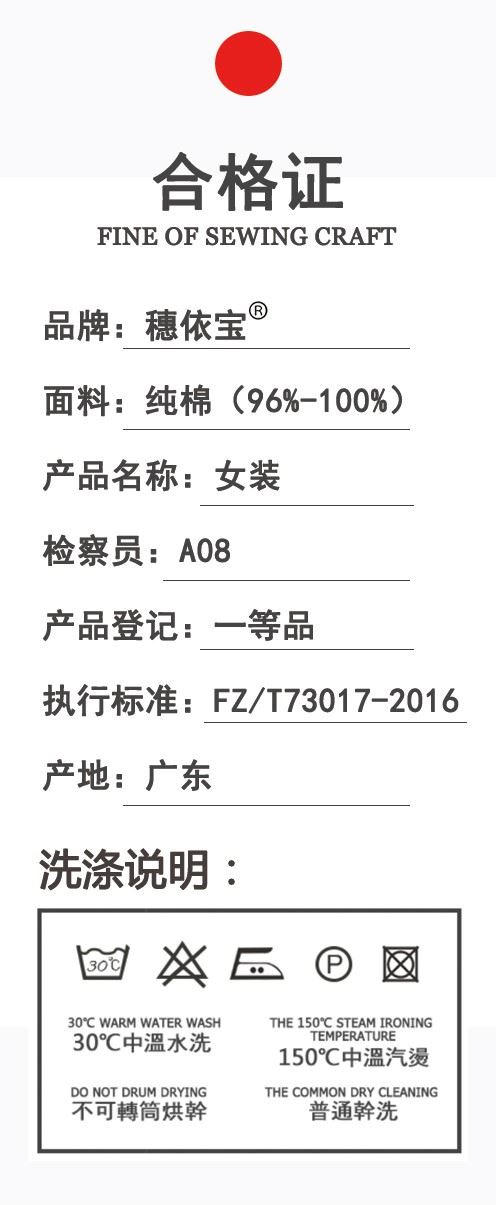 合格证
FINE OF SEWING CRAFT
品牌：穗依宝®
面料：纯棉（96%-100%）
产品名称：女装
检察员：A08
产品登记：一等品
执行标准：FZ/T73017-2016
产地：广东
洗涤说明：
30℃ P
30℃ WARM WATER WASH
30℃中溫水洗
THE 150℃ STEAM IRONING
TEMPERATURE
150℃中溫汽燙
DO NOT DRUM DRYING
不可轉筒烘幹
THE COMMON DRY CLEANING
普通幹洗